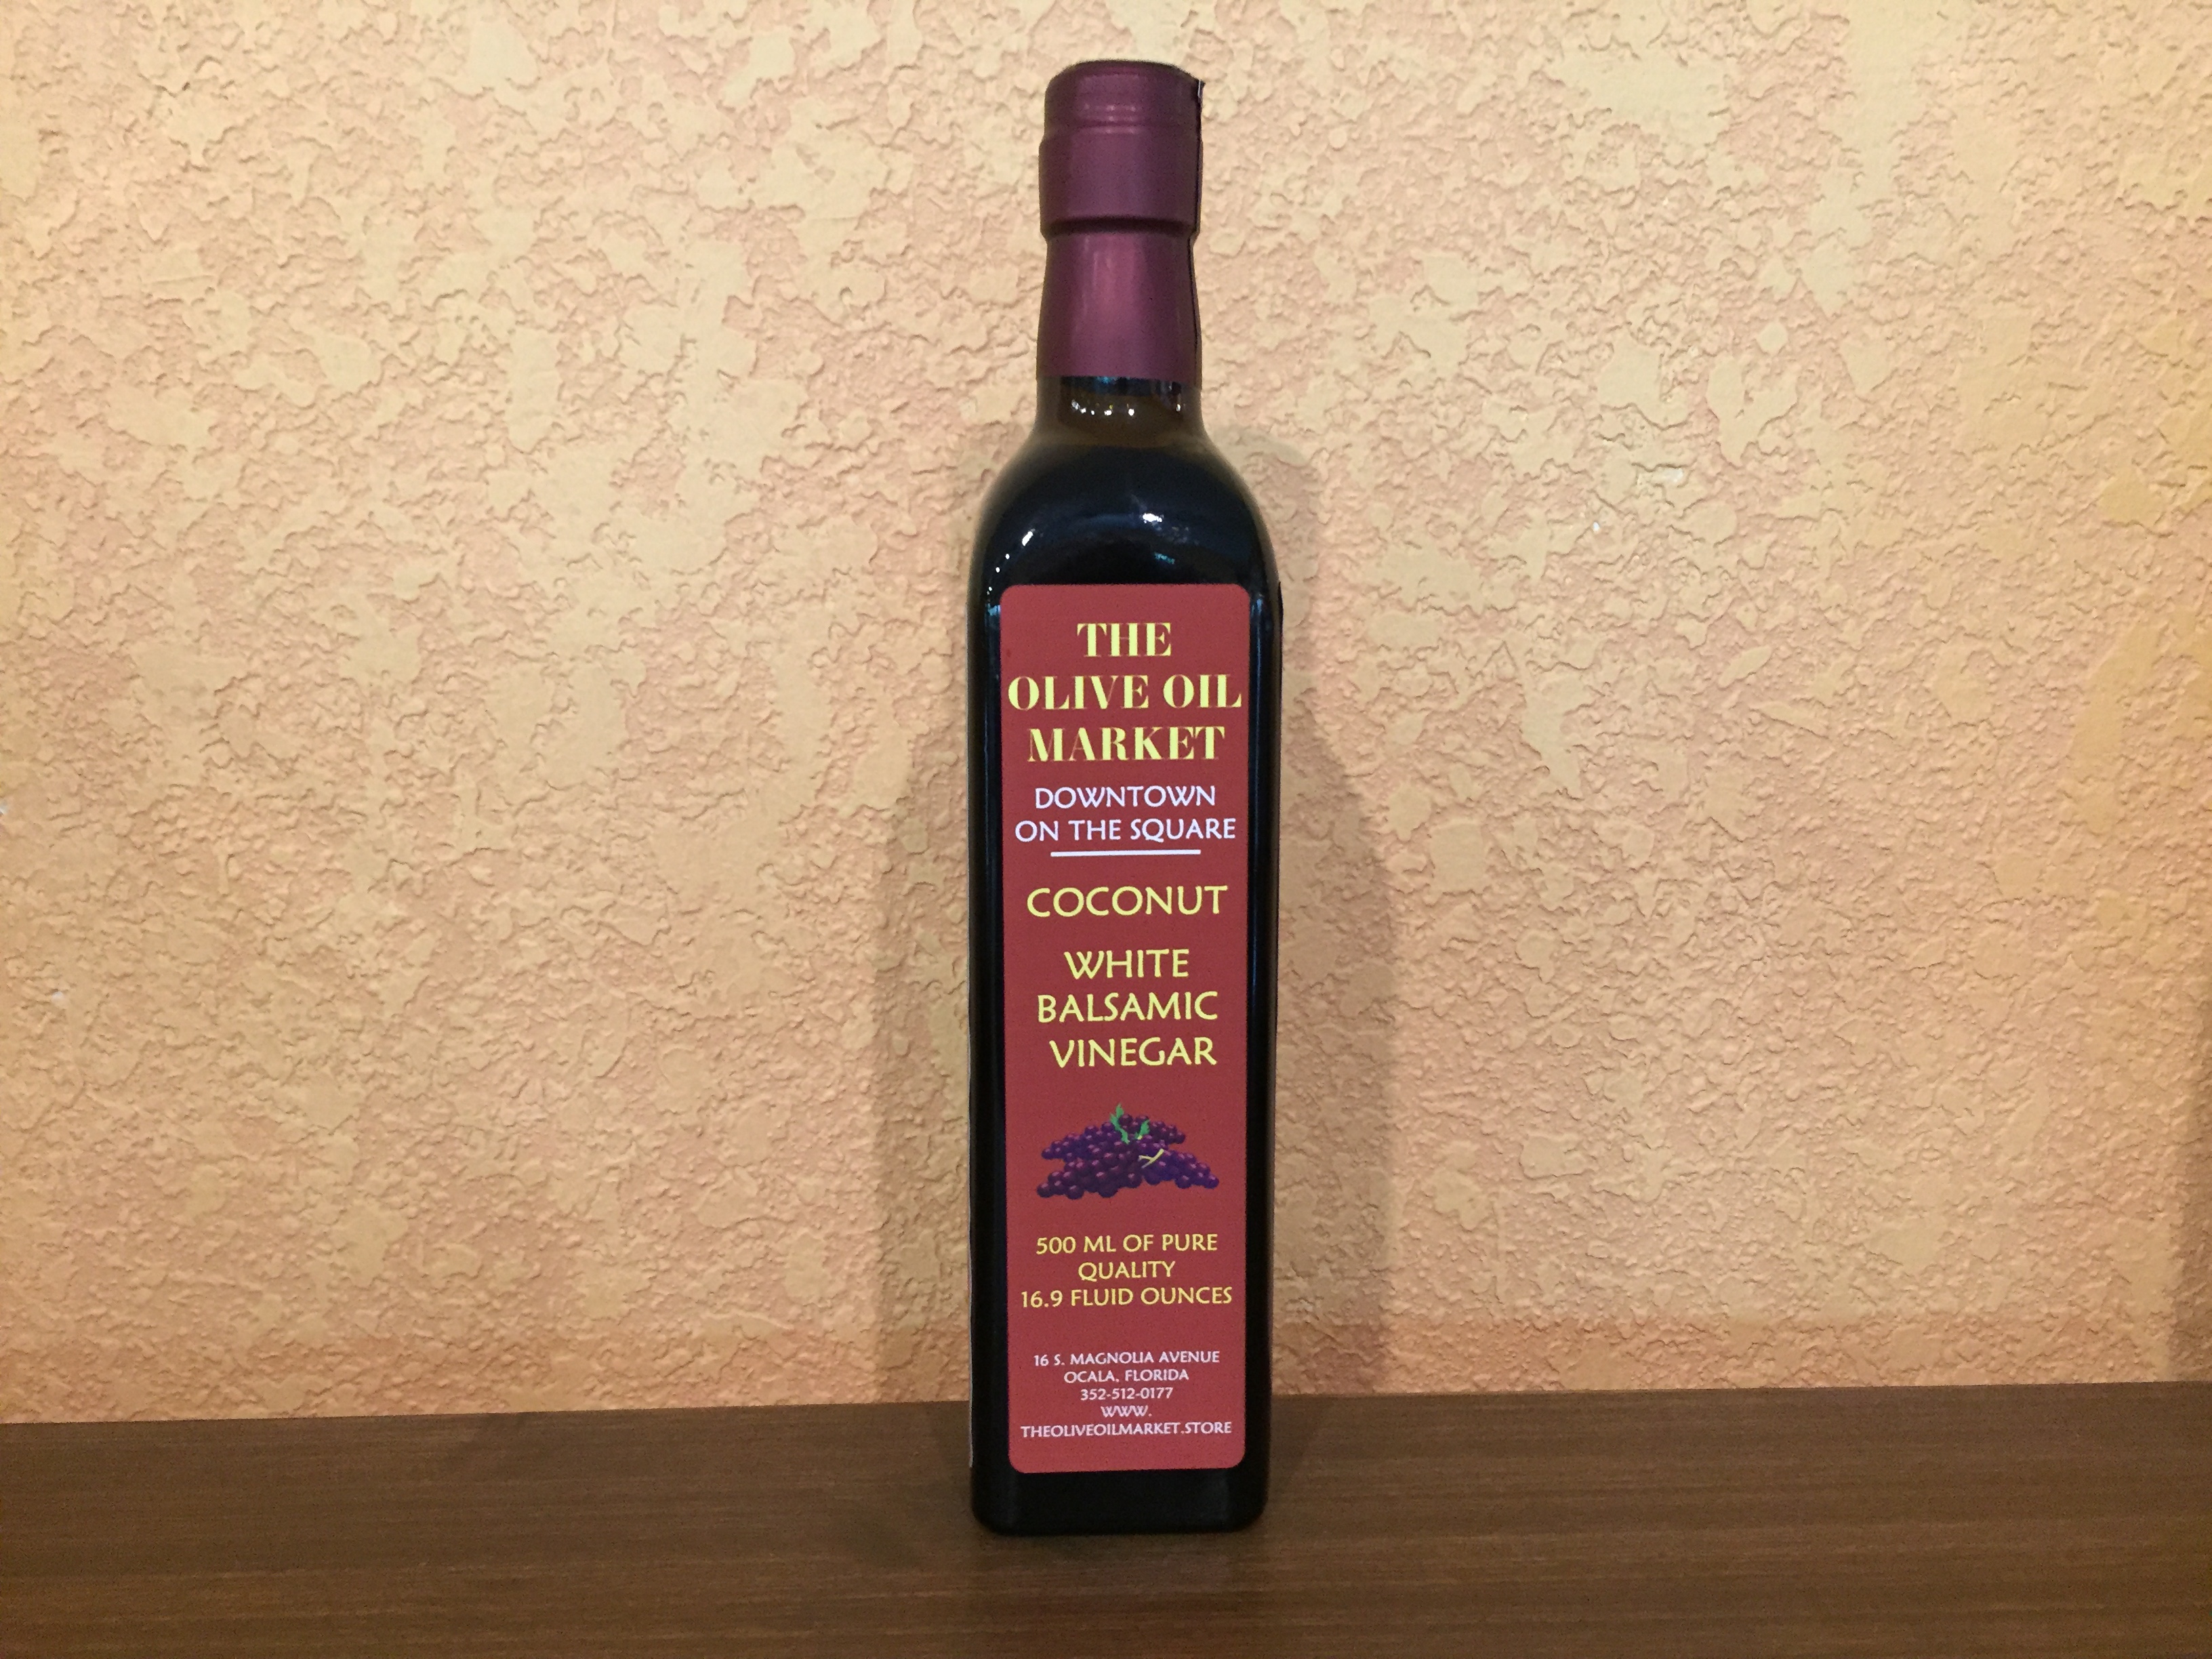 THE
OLIVE OIL
MARKET
DOWNTOWN
ON THE SQUARE
COCONUT
WHITE
BALSAMIC
VINEGAR
500 ML OF PURE
QUALITY
16.9 FLUID OUNCES
16 S. MAGNOLIA AVENUE
OCALA, FLORIDA
352-512-0177
WWW.
THEOLIVEOILMARKET.STORE